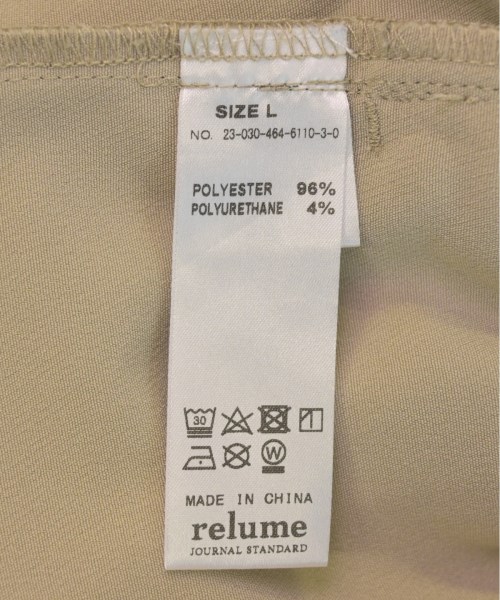 SIZE L
NO. 23-030-464-6110-3-0
POLYESTER 96%
POLYURETHANE 4%
30
W
MADE IN CHINA
relume
JOURNAL STANDARD